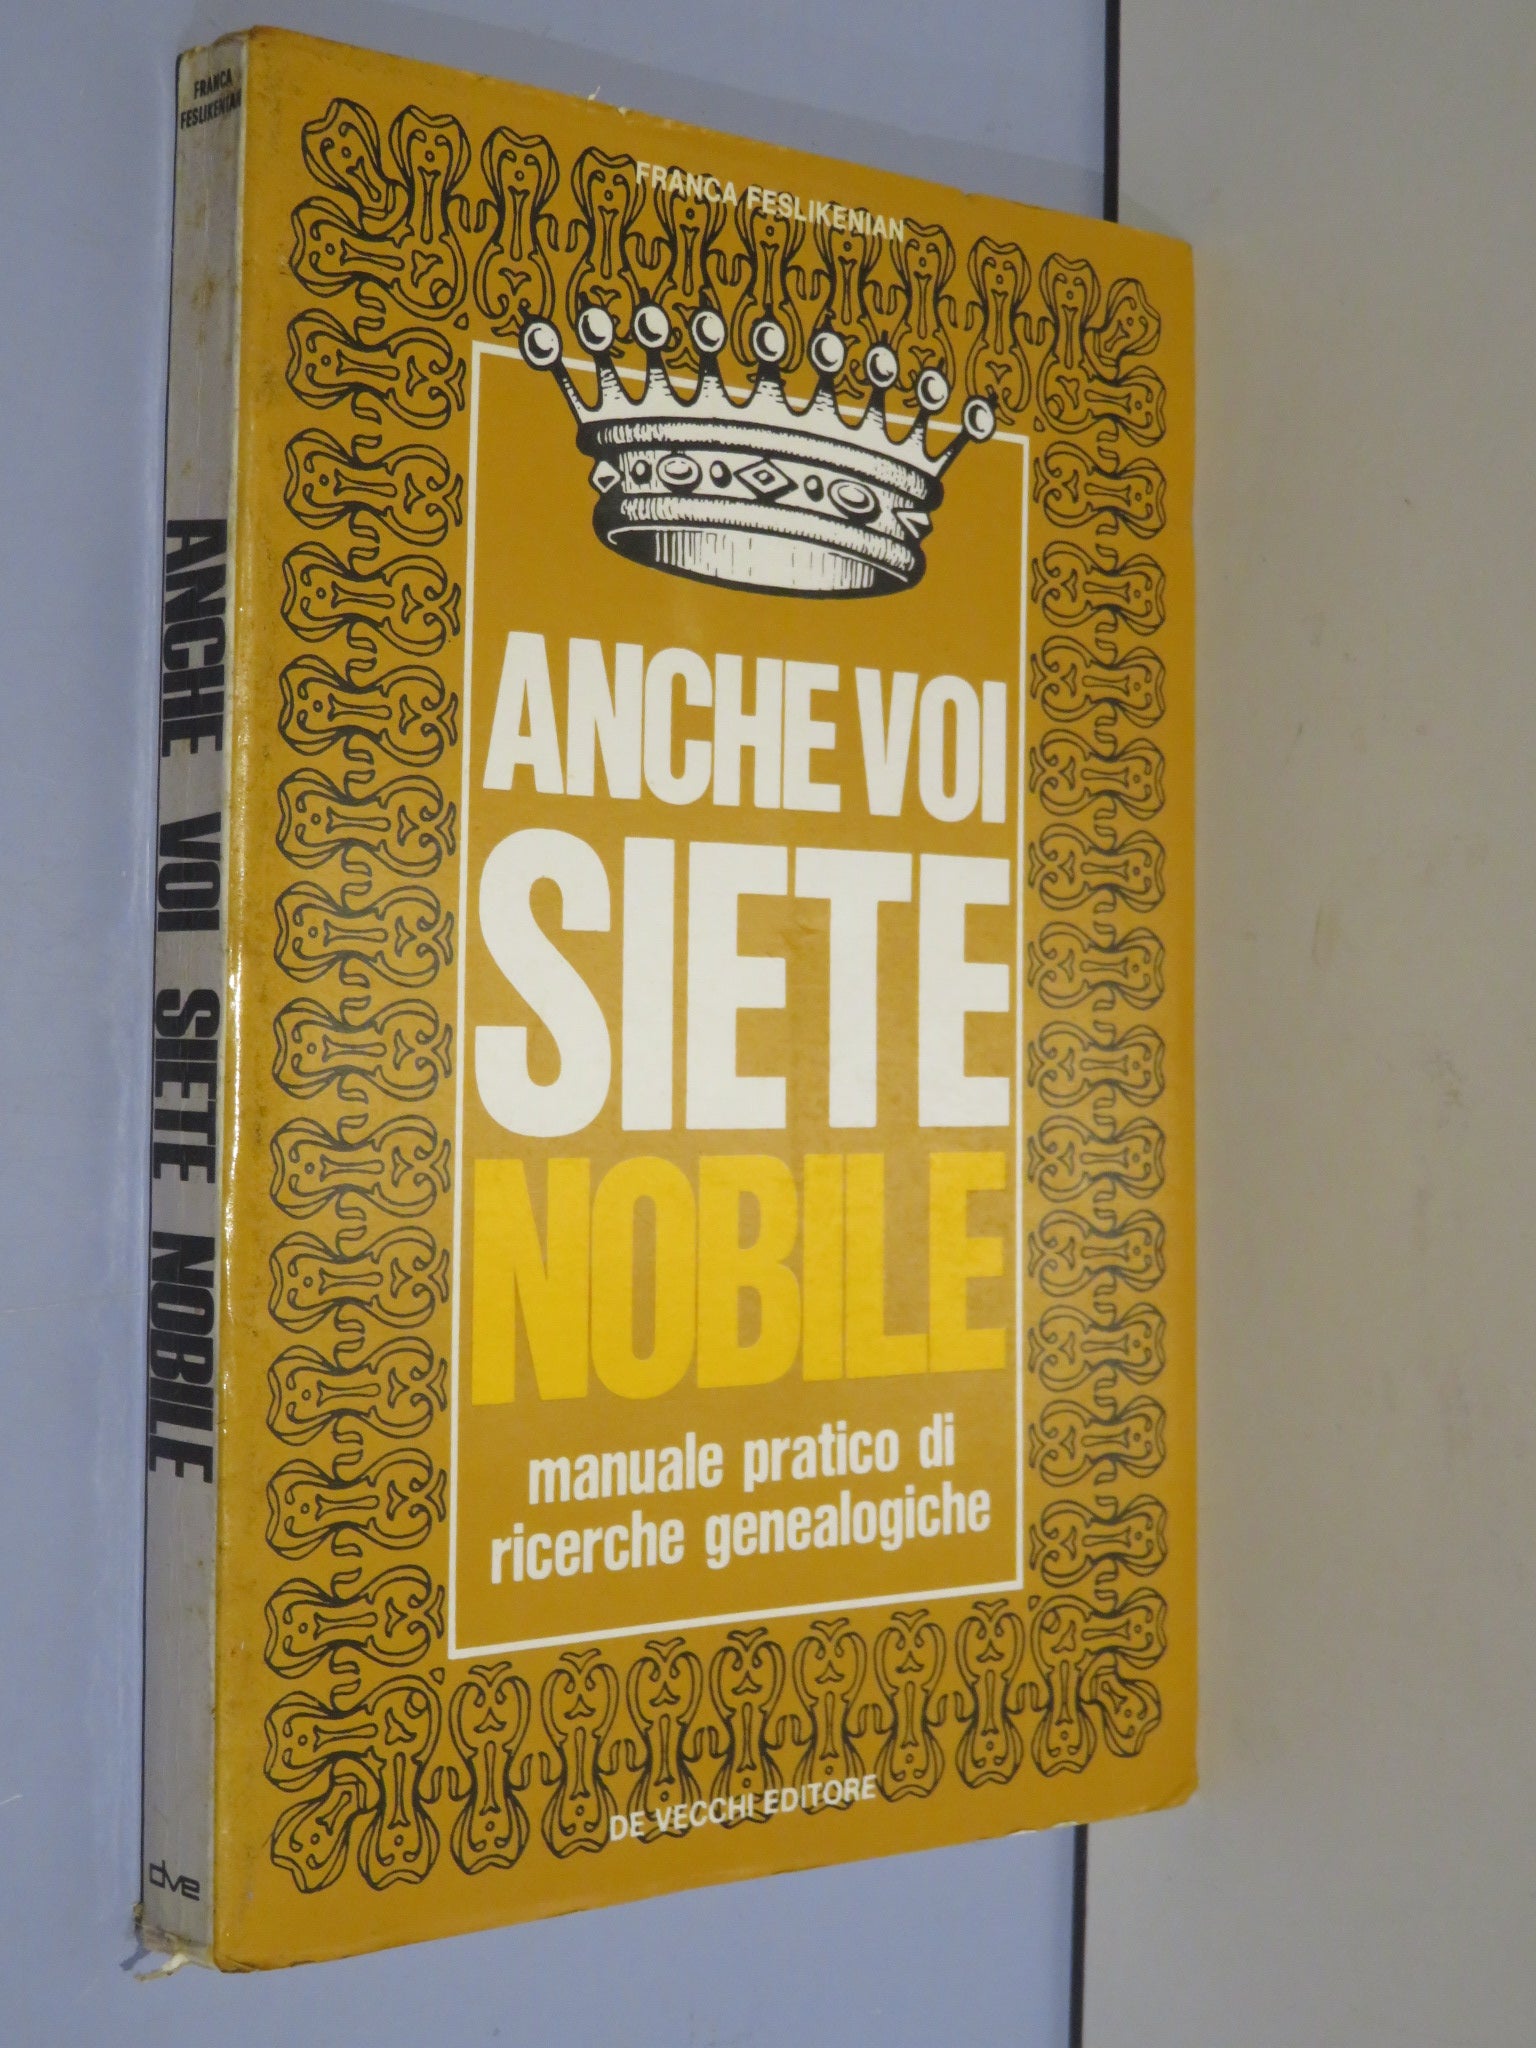 FRANCA
FESLIKENIAN
ANCHE VOI SIETE NOBILE
dve
FRANCA FESLIKENIAN
ANCHE VOI
SIETE
NOBILE
manuale pratico di
ricerche genealogiche
DE VECCHI EDITORE